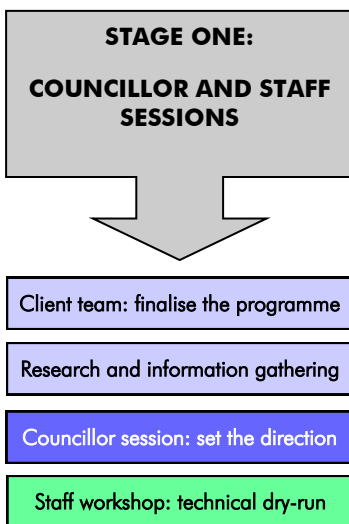 STAGE ONE:
COUNCILLOR AND STAFF
SESSIONS
Client team: finalise the programme
Research and information gathering
Councillor session: set the direction
Staff workshop: technical dry-run